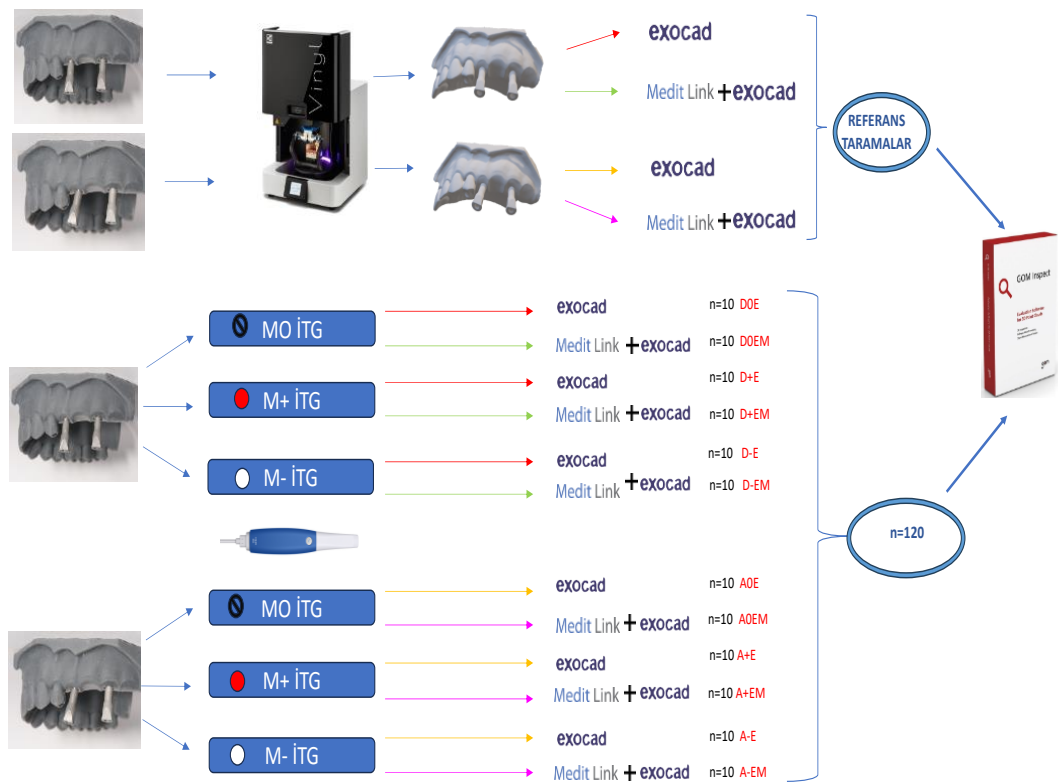 Vinyl
exocad
Medit Link +exocad
exocad
Medit Link +exocad
REFERANS
TARAMALAR
GOM Inspect
MO İTG
exocad
n=10 D0E
Medit Link +exocad
n=10 D0EM
M+ İTG
exocad
n=10 D+E
Medit Link +exocad
n=10 D+EM
M- İTG
exocad
n=10 D-E
Medit Link +exocad
n=10 D-EM
n=120
MO İTG
exocad
n=10 A0E
Medit Link +exocad
n=10 A0EM
M+ İTG
exocad
n=10 A+E
Medit Link +exocad
n=10 A+EM
M- İTG
exocad
n=10 A-E
Medit Link +exocad
n=10 A-EM